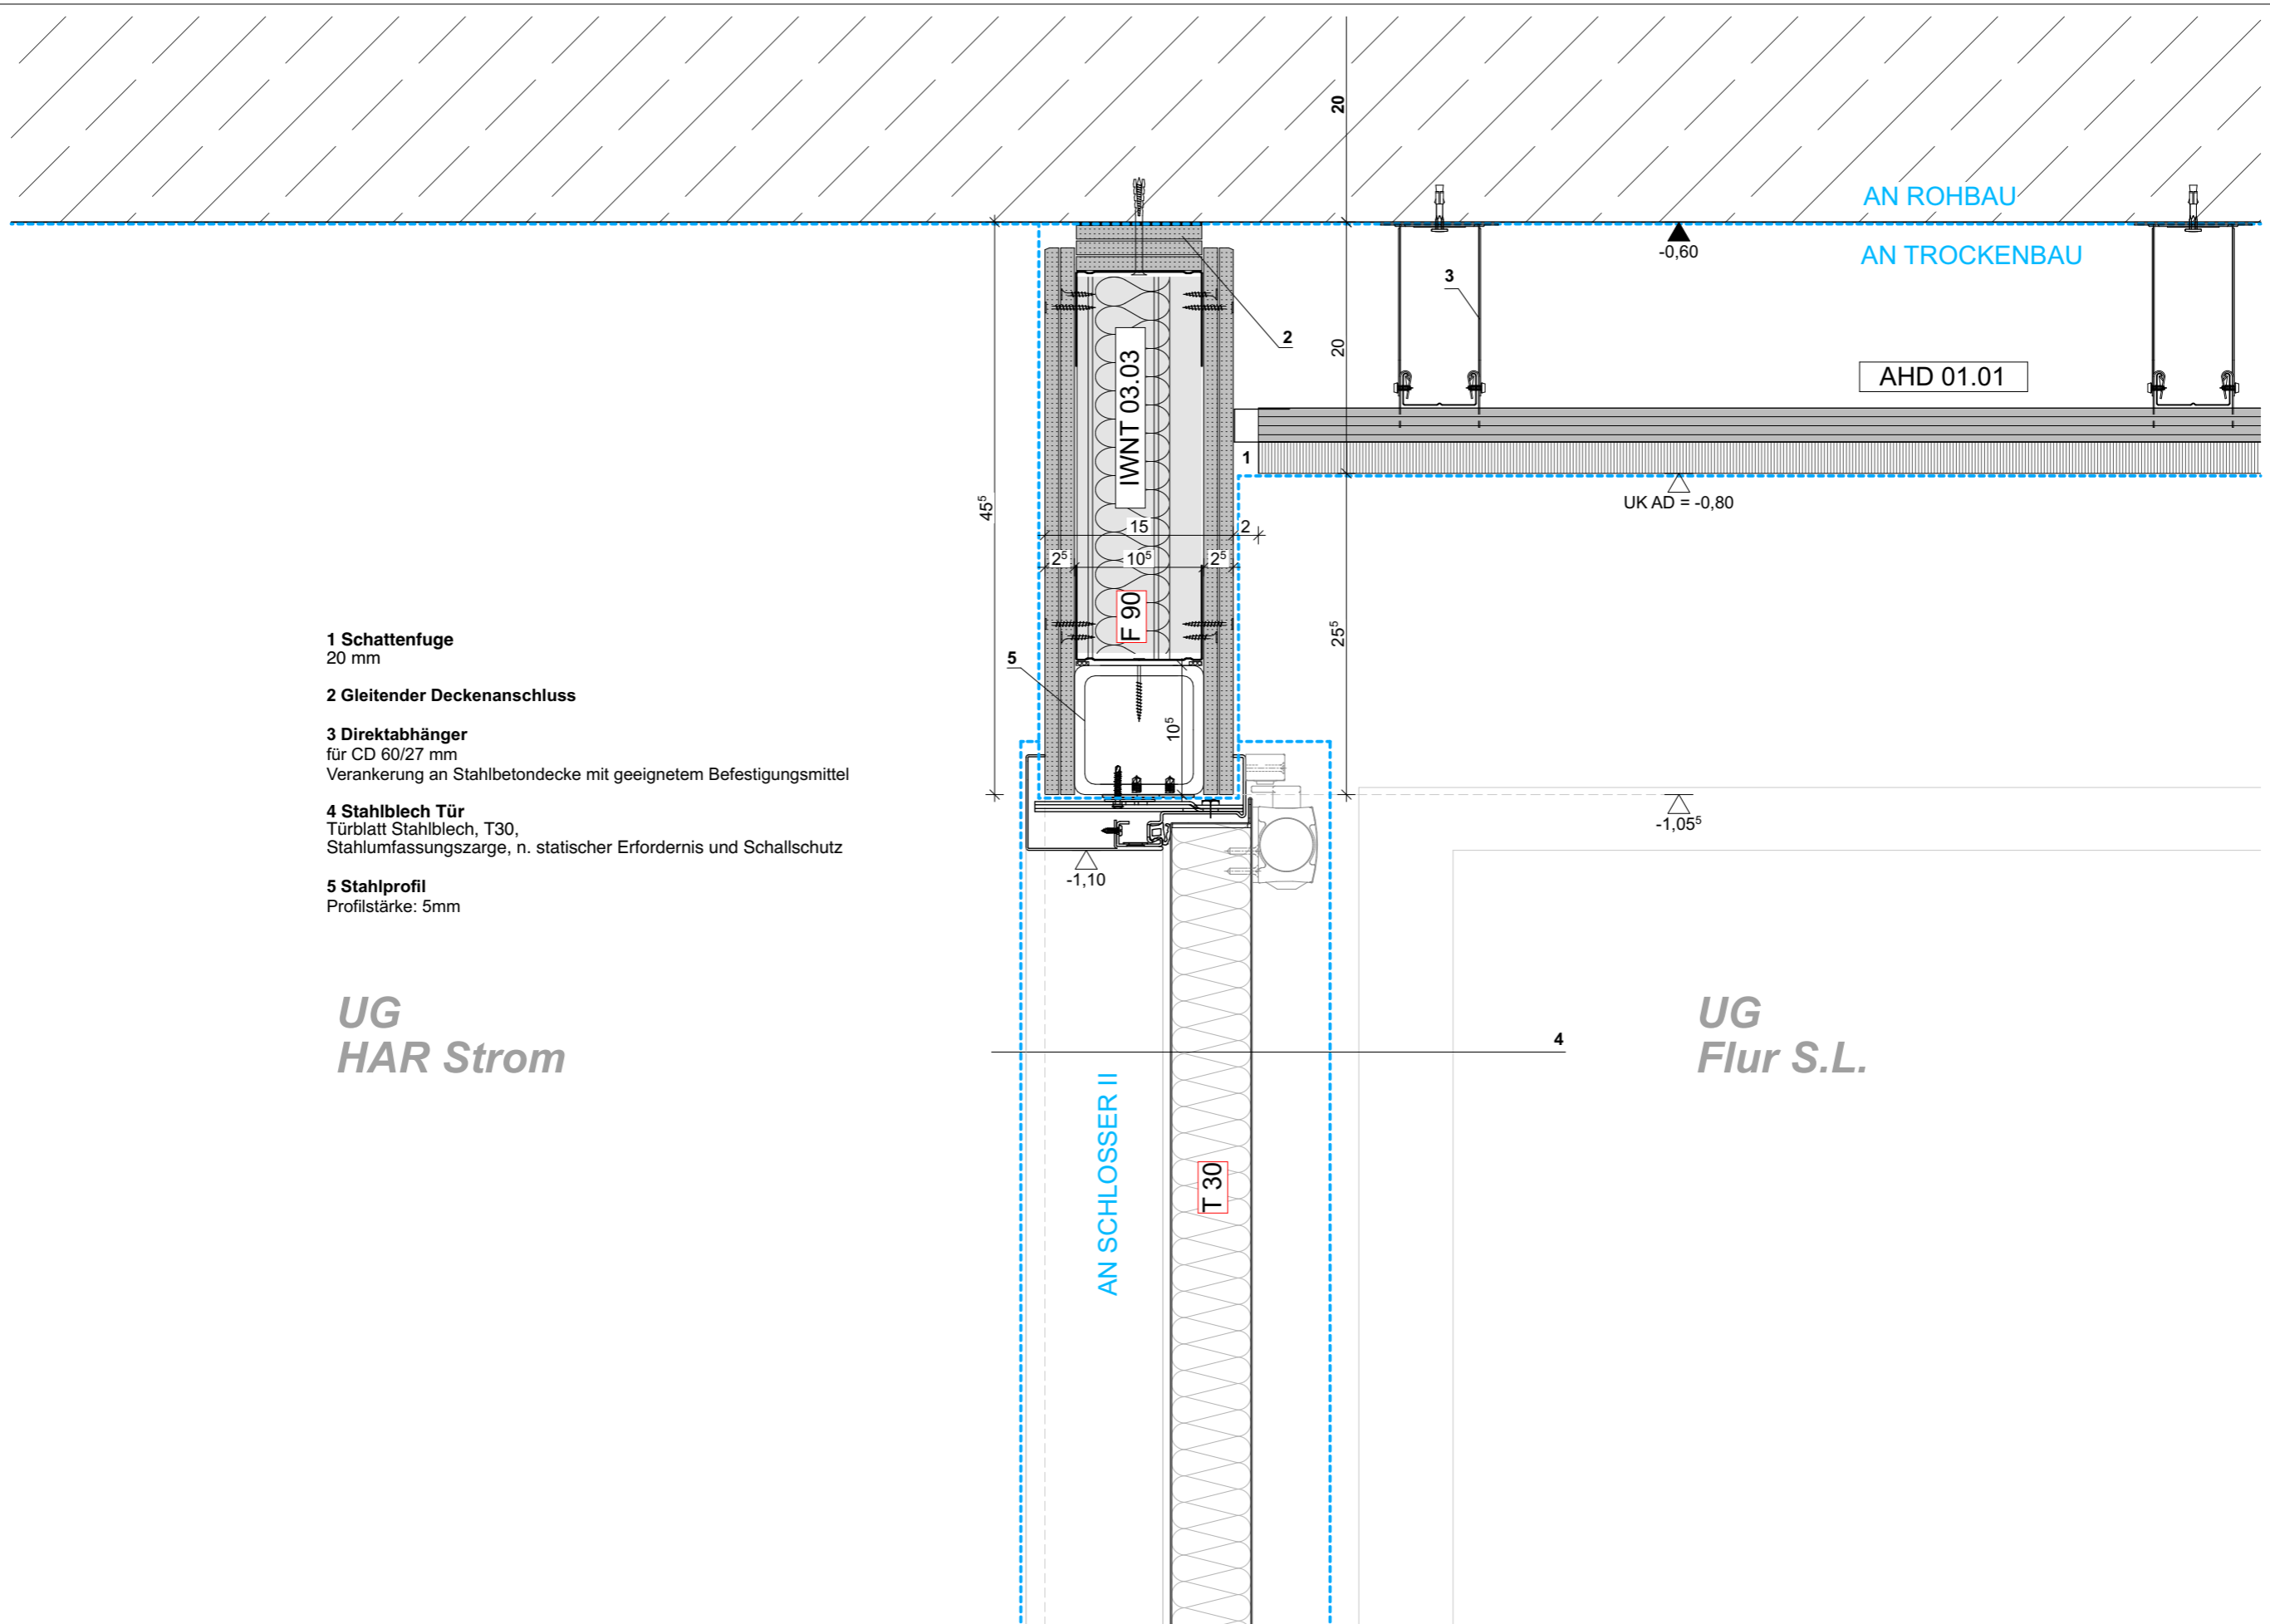 20
AN ROHBAU
-0,60
AN TROCKENBAU
3
2
20
AHD 01.01
IWNT 03.03
1
UK AD = -0,80
45⁵
15
2
2⁵
10⁵
2⁵
F 90
25⁵
5
10⁵
1 Schattenfuge
20 mm
2 Gleitender Deckenanschluss
3 Direktabhänger
für CD 60/27 mm
Verankerung an Stahlbetondecke mit geeignetem Befestigungsmittel
4 Stahlblech Tür
Türblatt Stahlblech, T30,
Stahlumfassungszarge, n. statischer Erfordernis und Schallschutz
5 Stahlprofil
Profilstärke: 5mm
-1,05⁵
-1,10
UG
HAR Strom
UG
Flur S.L.
4
AN SCHLOSSER II
T 30